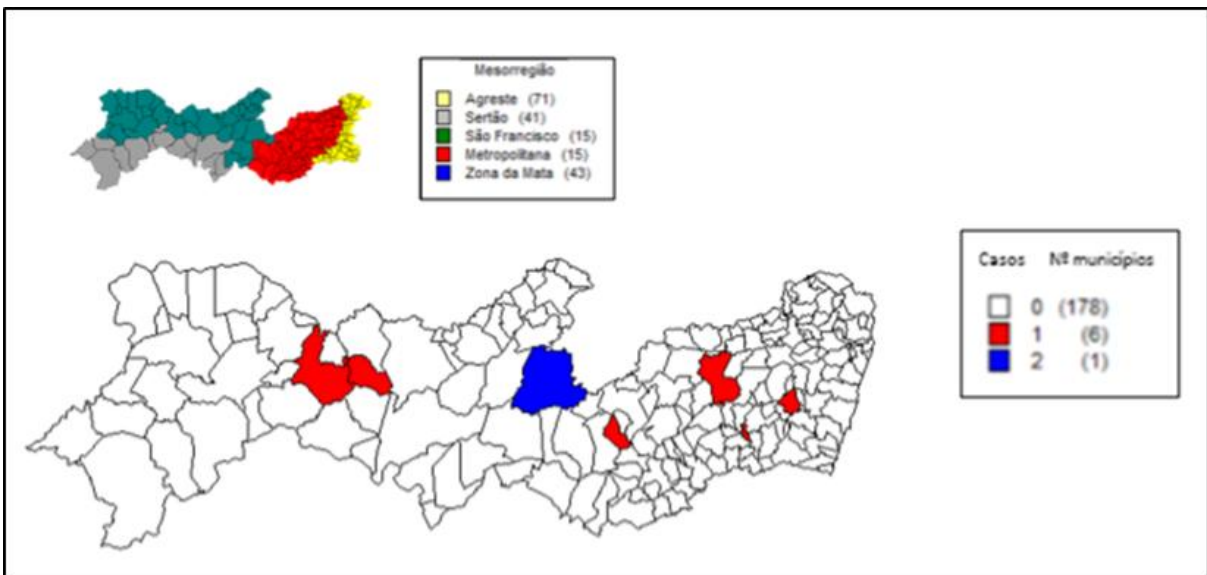 Mesorregião
Agreste (71)
Sertão (41)
São Francisco (15)
Metropolitana (15)
Zona da Mata (43)
Casos Nº municípios
0 (178)
1 (6)
2 (1)